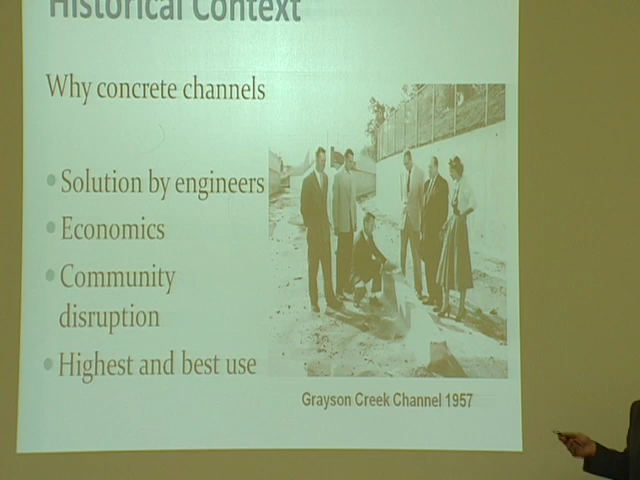 Historical Context
Why concrete channels
Solution by engineers
Economics
Community
disruption
Highest and best use
Grayson Creek Channel 1957